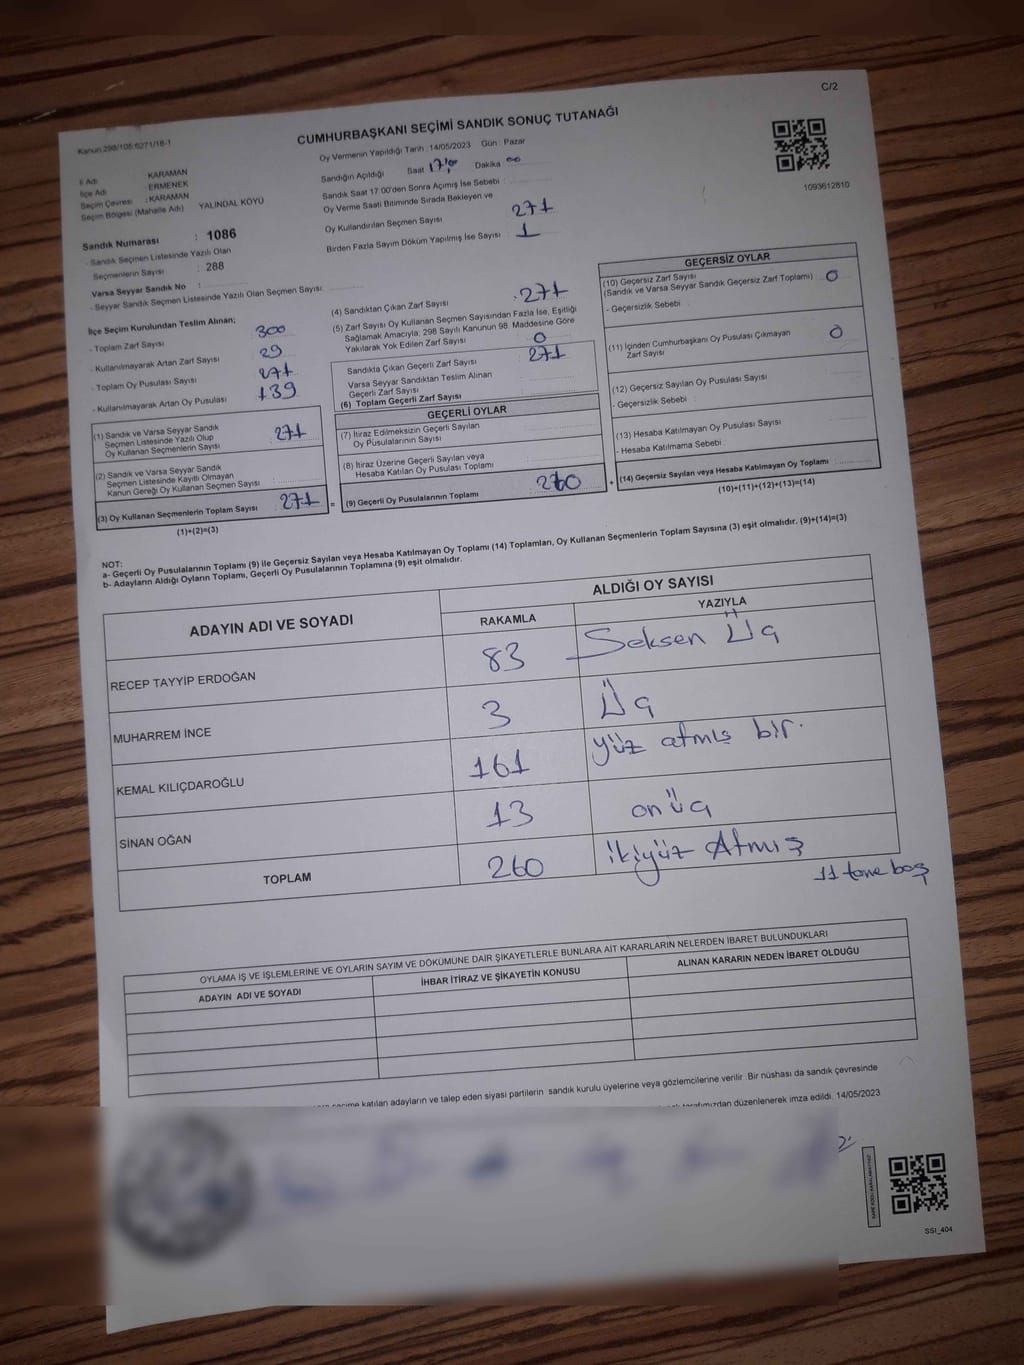 C/2
CUMHURBAŞKANI SEÇİMİ SANDIK SONUÇ TUTANAĞI
Kanun:298/105:6271/18-1
Oy Vermenin Yapıldığı Tarih : 14/05/2023 Gün : Pazar
Sandığın Açıldığı Saat 17:00 Dakika 00
Sandık Saat 17:00'den Sonra Açımış İse Sebebi :
Oy Verme Saati Bitiminde Sırada Bekleyen ve
Oy Kullandırılan Seçmen Sayısı 271
Birden Fazla Sayım Döküm Yapılmış İse Sayısı 1
1093612810
İl Adı KARAMAN
İlçe Adı ERMENEK
Seçim Çevresi : KARAMAN
Seçim Bölgesi (Mahalle Adı) YALINDAL KÖYÜ
Sandık Numarası : 1086
- Sandık Seçmen Listesinde Yazılı Olan
Seçmenlerin Sayısı : 288
Varsa Seyyar Sandık No :
- Seyyar Sandık Seçmen Listesinde Yazılı Olan Seçmen Sayısı:
İlçe Seçim Kurulundan Teslim Alınan;
- Toplam Zarf Sayısı 300
- Kullanılmayarak Artan Zarf Sayısı 29
- Toplam Oy Pusulası Sayısı 271
- Kullanılmayarak Artan Oy Pusulası 139
(1) Sandık ve Varsa Seyyar Sandık
Seçmen Listesinde Yazılı Olup
Oy Kullanan Seçmenlerin Sayısı 271
(2) Sandık ve Varsa Seyyar Sandık
Seçmen Listesinde Kayıtlı Olmayan
Kanun Gereği Oy Kullanan Seçmen Sayısı :
(3) Oy Kullanan Seçmenlerin Toplam Sayısı : 271 =
(1)+(2)=(3)
(4) Sandıktan Çıkan Zarf Sayısı 271
(5) Zarf Sayısı Oy Kullanan Seçmen Sayısından Fazla İse, Eşitliği
Sağlamak Amacıyla, 298 Sayılı Kanunun 98. Maddesine Göre
Yakılarak Yok Edilen Zarf Sayısı 0
Sandıkta Çıkan Geçerli Zarf Sayısı 271
Varsa Seyyar Sandıktan Teslim Alınan
Geçerli Zarf Sayısı
(6) Toplam Geçerli Zarf Sayısı
GEÇERLİ OYLAR
(7) İtiraz Edilmeksizin Geçerli Sayılan
Oy Pusulalarının Sayısı
(8) İtiraz Üzerine Geçerli Sayılan veya
Hesaba Katılan Oy Pusulası Toplamı
(9) Geçerli Oy Pusulalarının Toplamı 260 +
GEÇERSİZ OYLAR
(10) Geçersiz Zarf Sayısı
(Sandık ve Varsa Seyyar Sandık Geçersiz Zarf Toplamı) 0
- Geçersizlik Sebebi :
(11) İçinden Cumhurbaşkanı Oy Pusulası Çıkmayan
Zarf Sayısı 0
(12) Geçersiz Sayılan Oy Pusulası Sayısı
- Geçersizlik Sebebi :
(13) Hesaba Katılmayan Oy Pusulası Sayısı
- Hesaba Katılmama Sebebi :
(14) Geçersiz Sayılan veya Hesaba Katılmayan Oy Toplamı
(10)+(11)+(12)+(13)=(14)
NOT:
a- Geçerli Oy Pusulalarının Toplamı (9) ile Geçersiz Sayılan veya Hesaba Katılmayan Oy Toplamı (14) Toplamları, Oy Kullanan Seçmenlerin Toplam Sayısına (3) eşit olmalıdır. (9)+(14)=(3)
b- Adayların Aldığı Oyların Toplamı, Geçerli Oy Pusulalarının Toplamına (9) eşit olmalıdır.
ADAYIN ADI VE SOYADI ALDIĞI OY SAYISI
RAKAMLA YAZIYLA
RECEP TAYYİP ERDOĞAN 83 Seksen Üç
MUHARREM İNCE 3 Üç
KEMAL KILIÇDAROĞLU 161 yüz atmış bir.
SİNAN OĞAN 13 onüç
TOPLAM 260 ikiyüz Atmış
11 tane boş
OYLAMA İŞ VE İŞLEMLERİNE VE OYLARIN SAYIM VE DÖKÜMÜNE DAİR ŞİKAYETLERLE BUNLARA AİT KARARLARIN NELERDEN İBARET BULUNDUKLARI
ADAYIN ADI VE SOYADI İHBAR İTİRAZ VE ŞİKAYETİN KONUSU ALINAN KARARIN NEDEN İBARET OLDUĞU
seçime katılan adayların ve talep eden siyasi partilerin sandık kurulu üyelerine veya gözlemcilerine verilir .Bir nüshası da sandık çevresinde
tarafımızdan düzenlenerek imza edildi. 14/05/2023
SSI_404